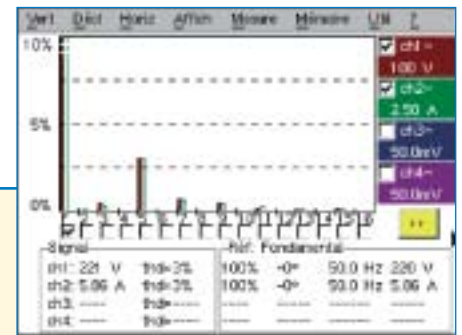 Vert Horiz Affich Mesure Mémoire Util ?
10%
ch1 ~
100 V
ch2~
2.50 A
5%
ch3~
50.0mV
ch4~
50.0mV
0%
Signal
Réf. Fondamental
ch1: 221 V thd=3% 100% -0° 50.0 Hz 220 V
ch2: 5.06 A thd=3% 100% -0° 50.0 Hz 5.06 A
ch3: ---- thd=---- ---- ---- ---- ----
ch4: ---- thd=---- ---- ---- ---- ----